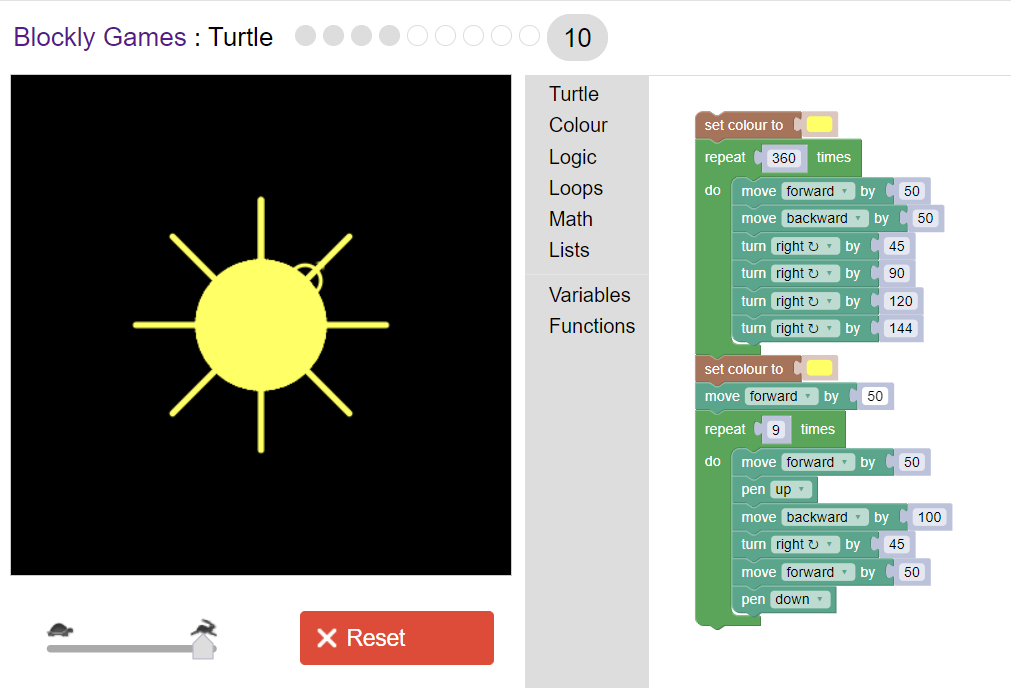 Blockly Games : Turtle 10
Turtle
Colour
Logic
Loops
Math
Lists
Variables
Functions
set colour to
repeat 360 times
do move forward by 50
move backward by 50
turn right ↻ by 45
turn right ↻ by 90
turn right ↻ by 120
turn right ↻ by 144
set colour to
move forward by 50
repeat 9 times
do move forward by 50
pen up
move backward by 100
turn right ↻ by 45
move forward by 50
pen down
Reset